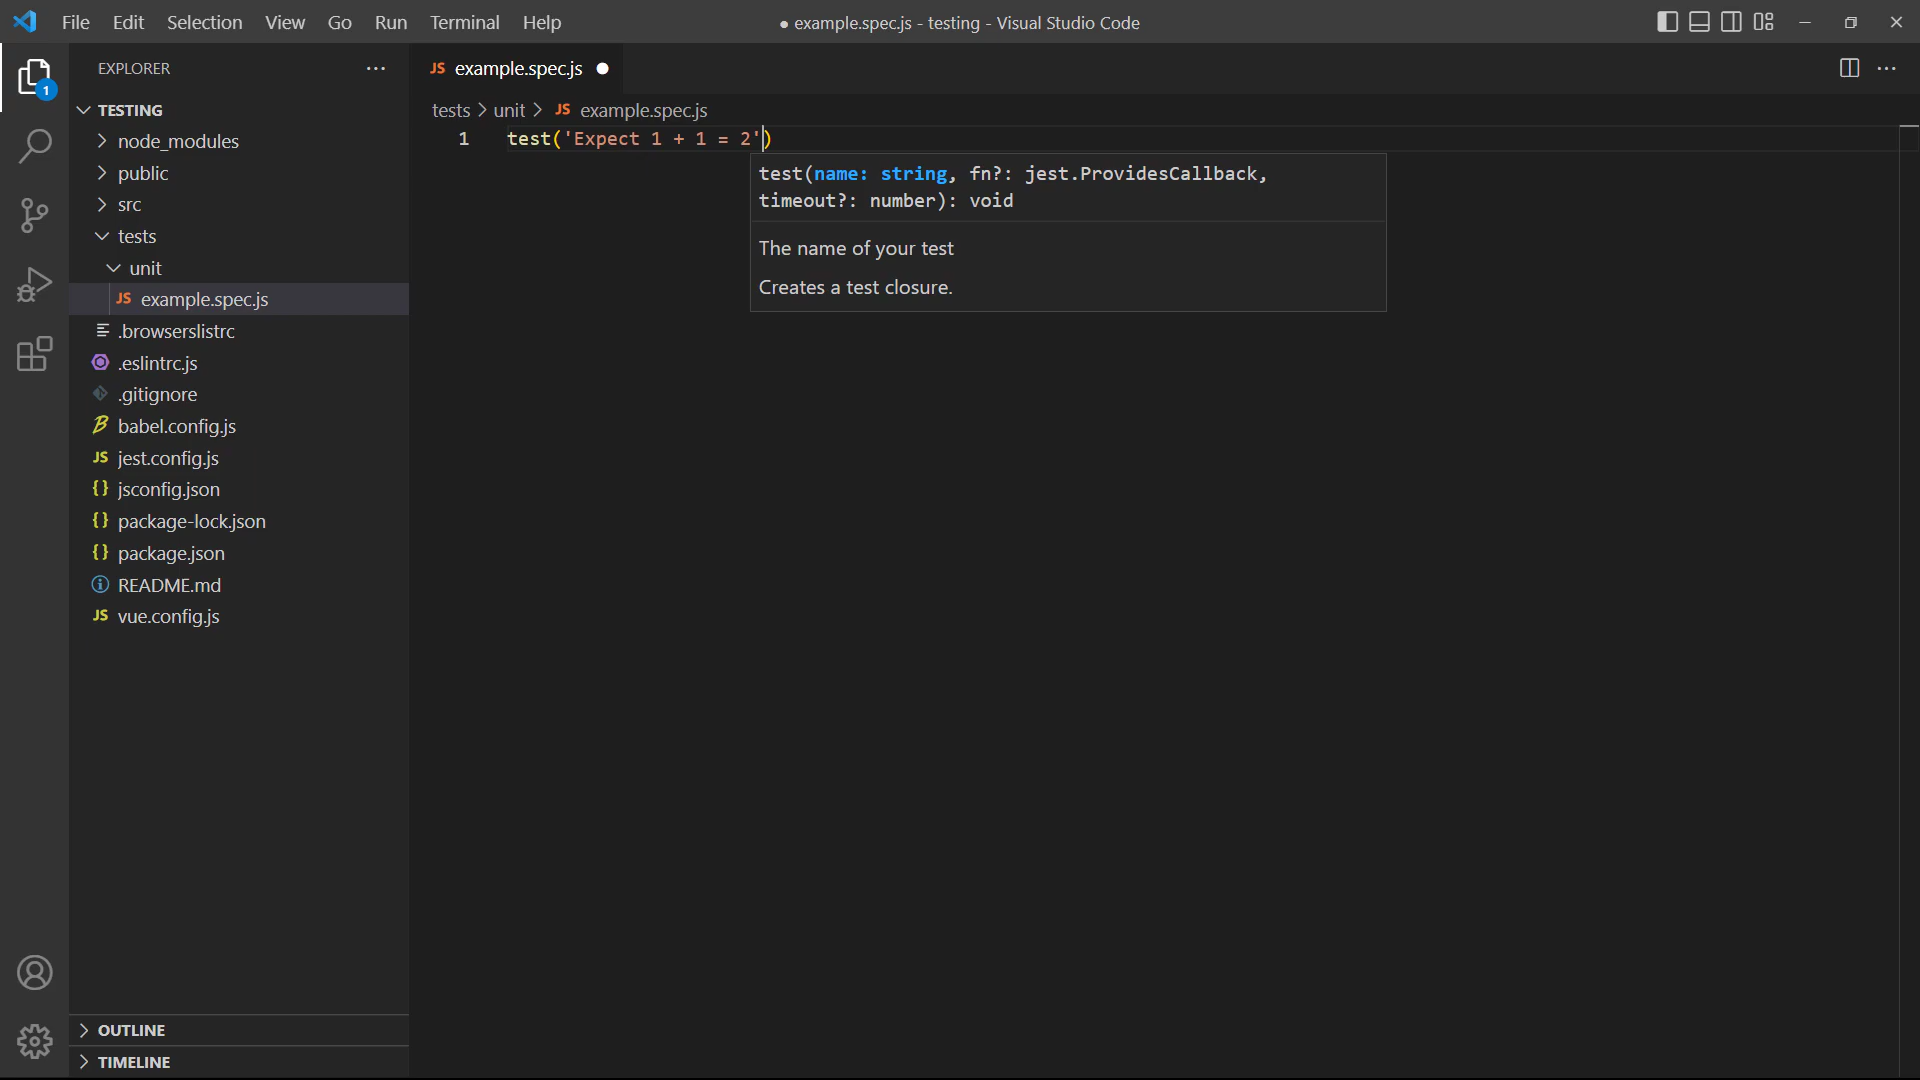 File Edit Selection View Go Run Terminal Help
● example.spec.js - testing - Visual Studio Code
1
EXPLORER
TESTING
node_modules
public
src
tests
unit
JS example.spec.js
.browserslistrc
.eslintrc.js
.gitignore
babel.config.js
JS jest.config.js
{} jsconfig.json
{} package-lock.json
{} package.json
README.md
JS vue.config.js
OUTLINE
TIMELINE
JS example.spec.js ●
tests > unit > JS example.spec.js
1 test('Expect 1 + 1 = 2')
test(name: string, fn?: jest.ProvidesCallback,
timeout?: number): void
The name of your test
Creates a test closure.